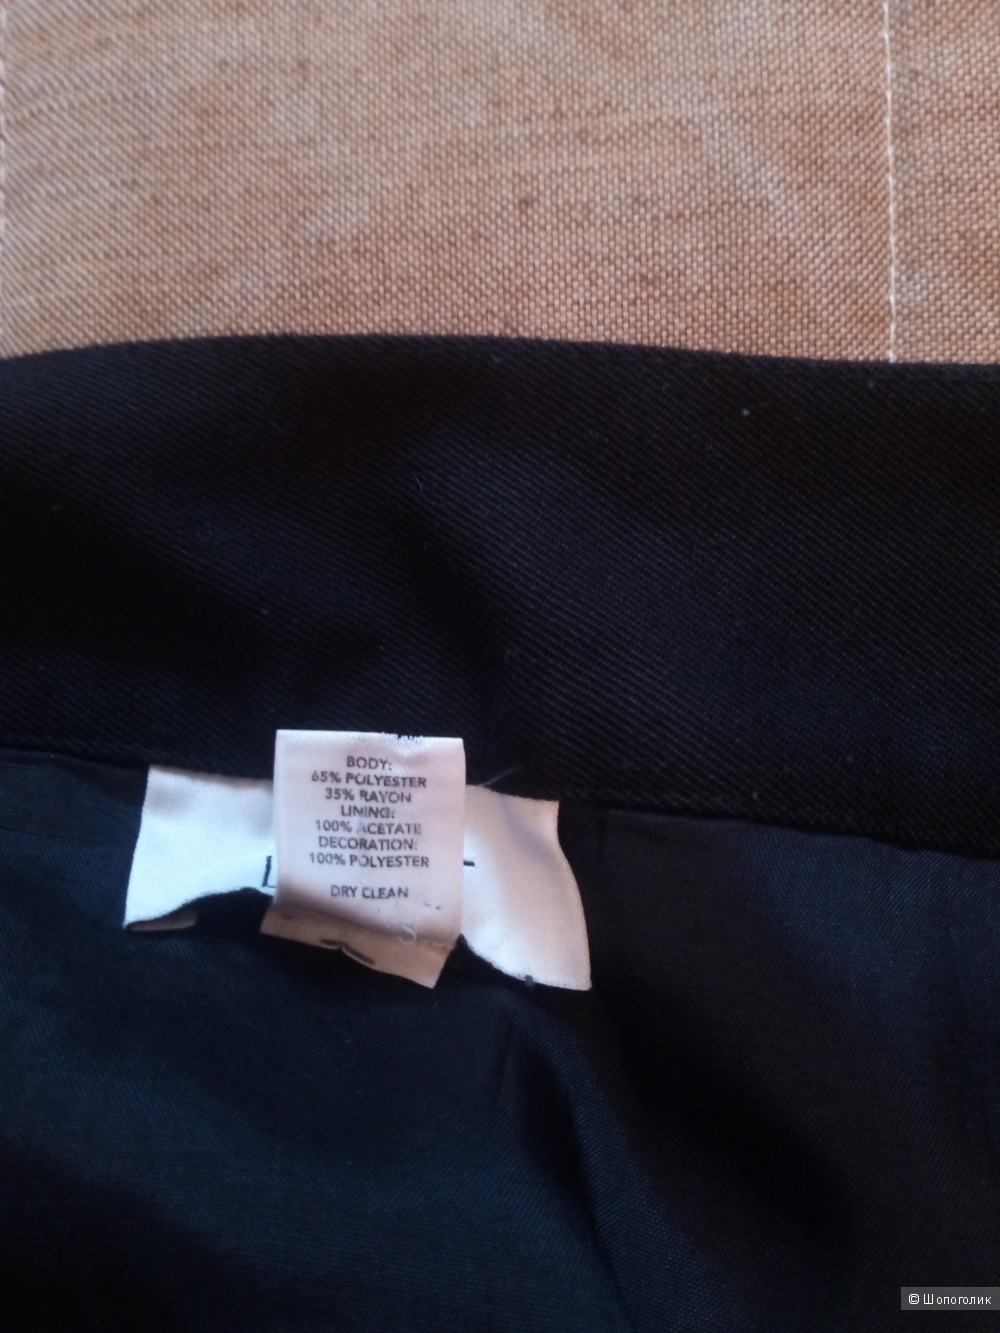 BODY:
65% POLYESTER
35% RAYON
LINING:
100% ACETATE
DECORATION:
100% POLYESTER
DRY CLEAN
© Шопоголик